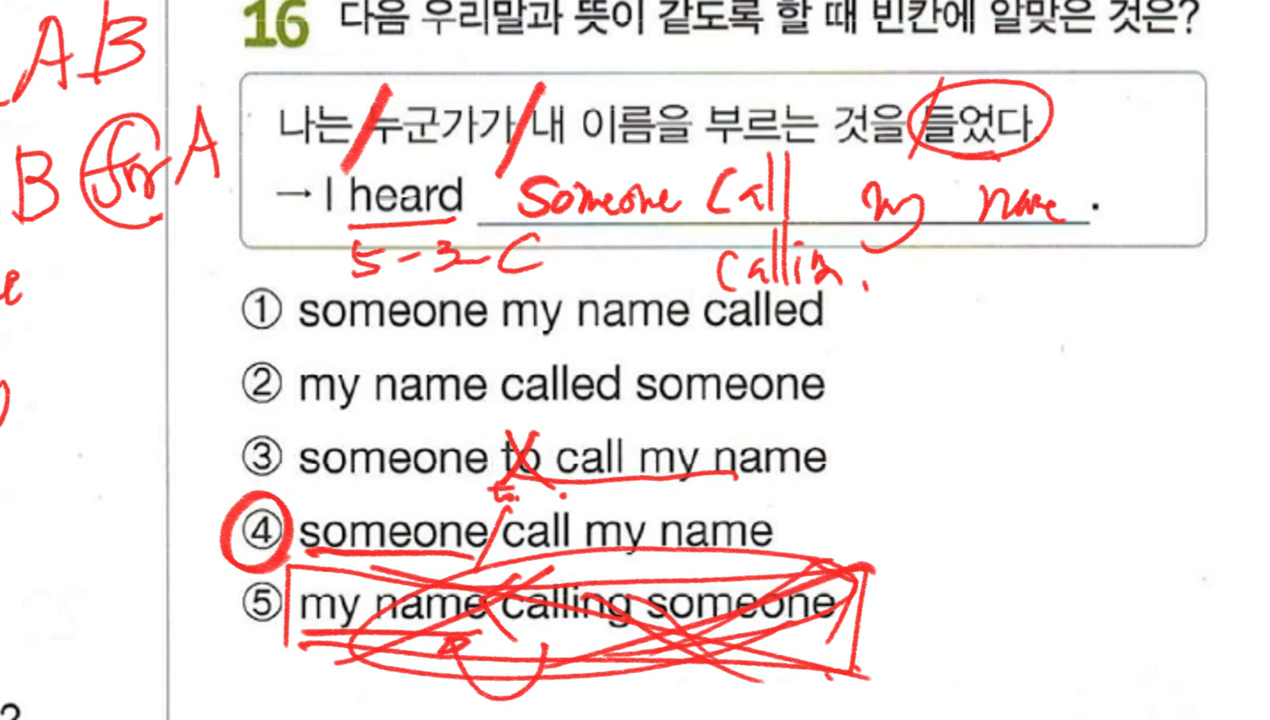 16 다음 우리말과 뜻이 같도록 할 때 빈칸에 알맞은 것은?
A B
B for A
나는 누군가가 내 이름을 부르는 것을 들었다
→ I heard someone call my name.
5-3-C calling.
① someone my name called
② my name called someone
③ someone to call my name
to.
④ someone call my name
⑤ my name calling someone